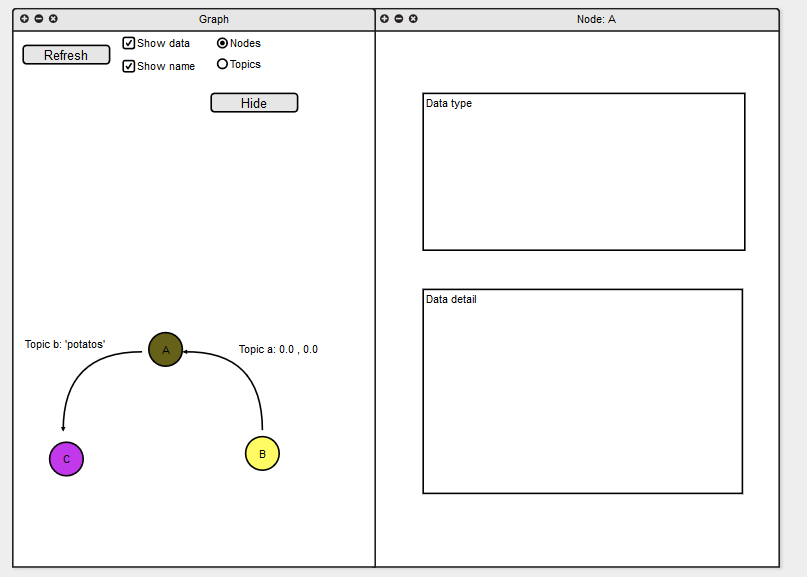 Graph
Refresh
Show data
Nodes
Show name
Topics
Hide
Topic b: 'potatos'
A
Topic a: 0.0 , 0.0
C
B
Node: A
Data type
Data detail